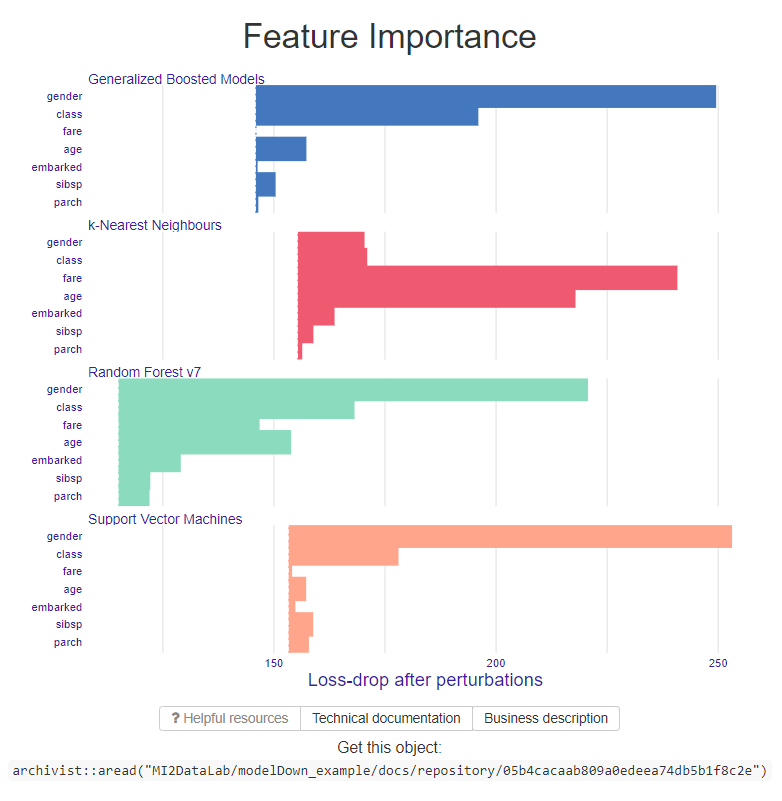 Feature Importance
Generalized Boosted Models
gender
class
fare
age
embarked
sibsp
parch
k-Nearest Neighbours
gender
class
fare
age
embarked
sibsp
parch
Random Forest v7
gender
class
fare
age
embarked
sibsp
parch
Support Vector Machines
gender
class
fare
age
embarked
sibsp
parch
150 200 250
Loss-drop after perturbations
? Helpful resources Technical documentation Business description
Get this object:
archivist::aread("MI2DataLab/modelDown_example/docs/repository/05b4cacaab809a0edeea74db5b1f8c2e")